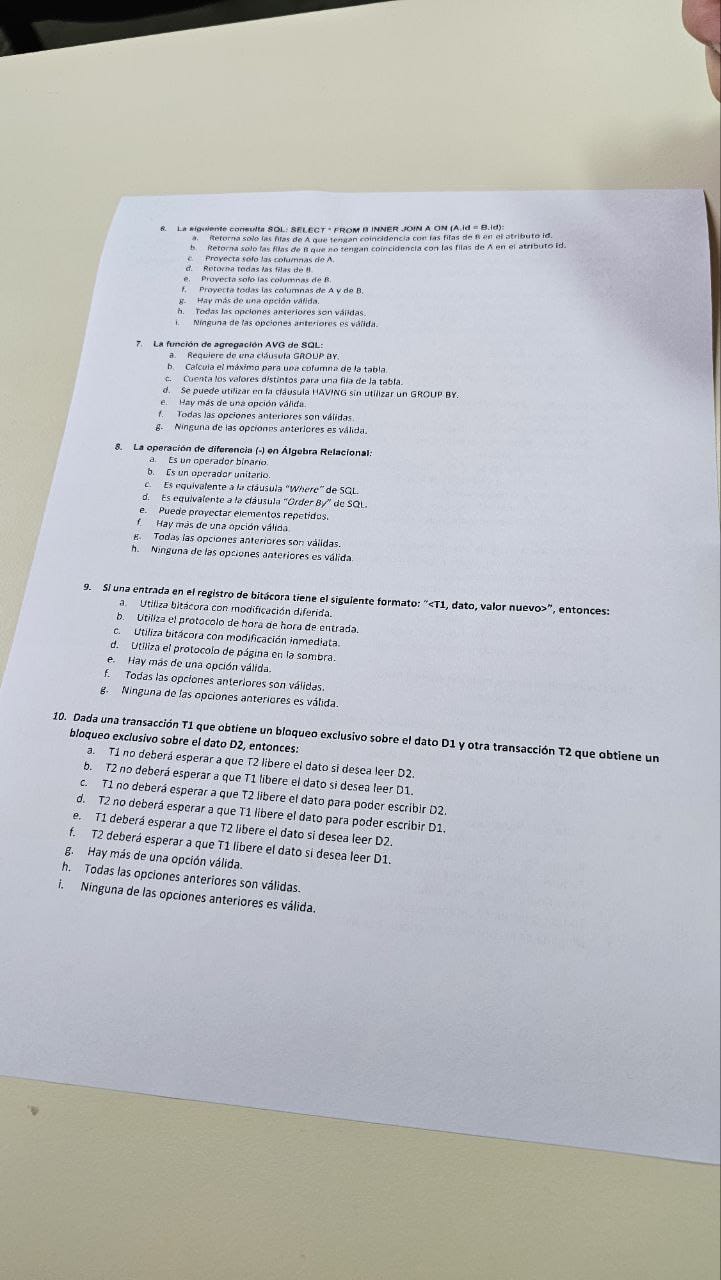 6. La siguiente consulta SQL: SELECT * FROM B INNER JOIN A ON (A.id = B.id):
a. Retorna solo las filas de A que tengan coincidencia con las filas de B en el atributo id.
b. Retorna solo las filas de B que no tengan coincidencia con las filas de A en el atributo id.
c. Proyecta solo las columnas de A.
d. Retorna todas las filas de B.
e. Proyecta solo las columnas de B.
f. Proyecta todas las columnas de A y de B.
g. Hay más de una opción válida.
h. Todas las opciones anteriores son válidas.
i. Ninguna de las opciones anteriores es válida.
7. La función de agregación AVG de SQL:
a. Requiere de una cláusula GROUP BY.
b. Calcula el máximo para una columna de la tabla.
c. Cuenta los valores distintos para una fila de la tabla.
d. Se puede utilizar en la cláusula HAVING sin utilizar un GROUP BY.
e. Hay más de una opción válida.
f. Todas las opciones anteriores son válidas.
g. Ninguna de las opciones anteriores es válida.
8. La operación de diferencia (-) en Álgebra Relacional:
a. Es un operador binario.
b. Es un operador unitario.
c. Es equivalente a la cláusula "Where" de SQL.
d. Es equivalente a la cláusula "Order By" de SQL.
e. Puede proyectar elementos repetidos.
f. Hay más de una opción válida.
g. Todas las opciones anteriores son válidas.
h. Ninguna de las opciones anteriores es válida.
9. Si una entrada en el registro de bitácora tiene el siguiente formato: "<T1, dato, valor nuevo>", entonces:
a. Utiliza bitácora con modificación diferida.
b. Utiliza el protocolo de hora de hora de entrada.
c. Utiliza bitácora con modificación inmediata.
d. Utiliza el protocolo de página en la sombra.
e. Hay más de una opción válida.
f. Todas las opciones anteriores son válidas.
g. Ninguna de las opciones anteriores es válida.
10. Dada una transacción T1 que obtiene un bloqueo exclusivo sobre el dato D1 y otra transacción T2 que obtiene un
bloqueo exclusivo sobre el dato D2, entonces:
a. T1 no deberá esperar a que T2 libere el dato si desea leer D2.
b. T2 no deberá esperar a que T1 libere el dato si desea leer D1.
c. T1 no deberá esperar a que T2 libere el dato para poder escribir D2.
d. T2 no deberá esperar a que T1 libere el dato para poder escribir D1.
e. T1 deberá esperar a que T2 libere el dato si desea leer D2.
f. T2 deberá esperar a que T1 libere el dato si desea leer D1.
g. Hay más de una opción válida.
h. Todas las opciones anteriores son válidas.
i. Ninguna de las opciones anteriores es válida.